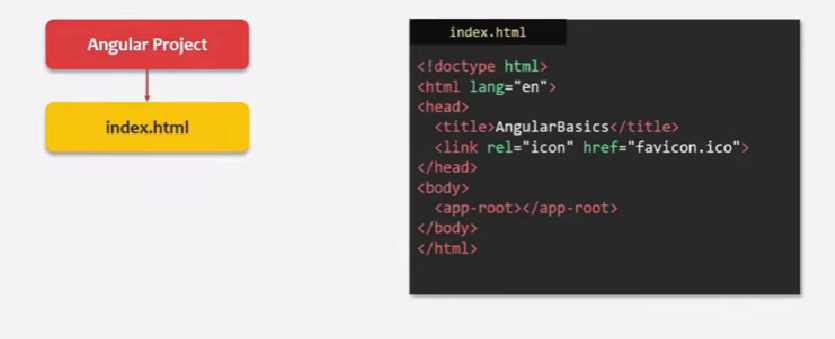 Angular Project
index.html
index.html
<!doctype html>
<html lang="en">
<head>
  <title>AngularBasics</title>
  <link rel="icon" href="favicon.ico">
</head>
<body>
  <app-root></app-root>
</body>
</html>